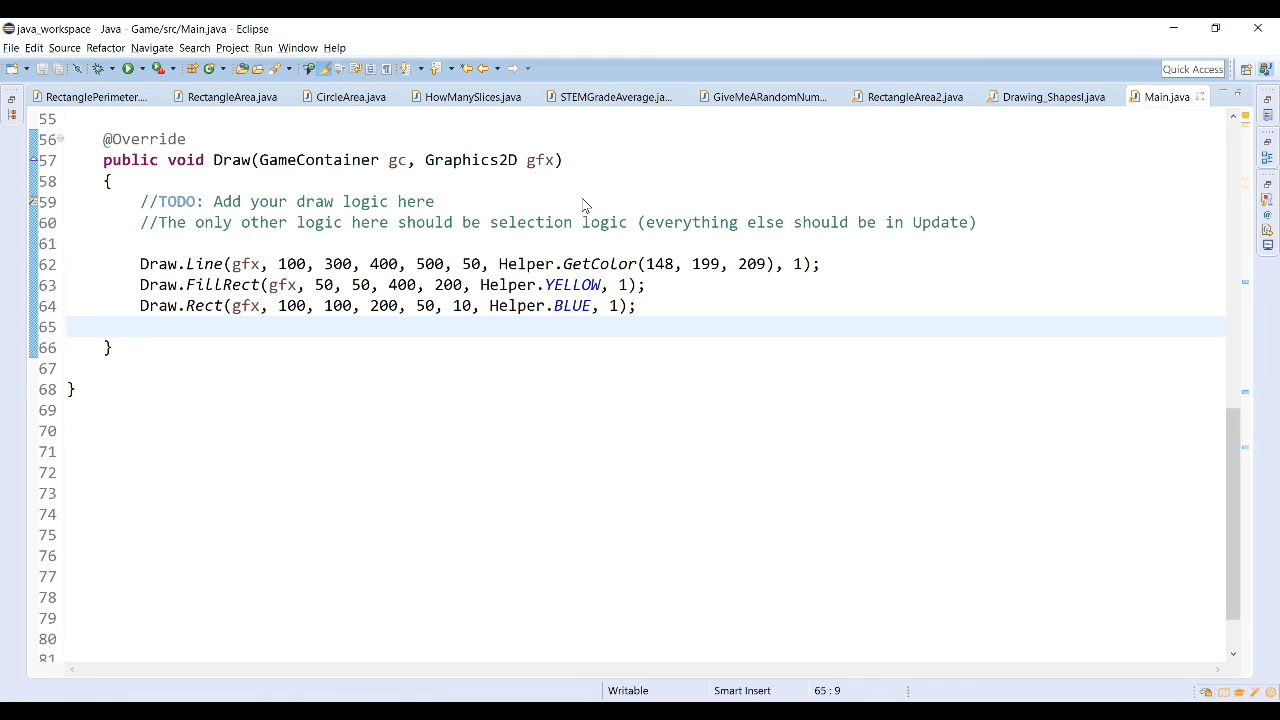 java_workspace - Java - Game/src/Main.java - Eclipse
File Edit Source Refactor Navigate Search Project Run Window Help
Quick Access
RectanglePerimeter.... RectangleArea.java CircleArea.java HowManySlices.java STEMGradeAverage.ja... GiveMeARandomNum... RectangleArea2.java Drawing_ShapesI.java Main.java
55
56 @Override
57 public void Draw(GameContainer gc, Graphics2D gfx)
58 {
59 //TODO: Add your draw logic here
60 //The only other logic here should be selection logic (everything else should be in Update)
61
62 Draw.Line(gfx, 100, 300, 400, 500, 50, Helper.GetColor(148, 199, 209), 1);
63 Draw.FillRect(gfx, 50, 50, 400, 200, Helper.YELLOW, 1);
64 Draw.Rect(gfx, 100, 100, 200, 50, 10, Helper.BLUE, 1);
65
66 }
67
68 }
69
70
71
72
73
74
75
76
77
78
79
80
81
Writable Smart Insert 65 : 9